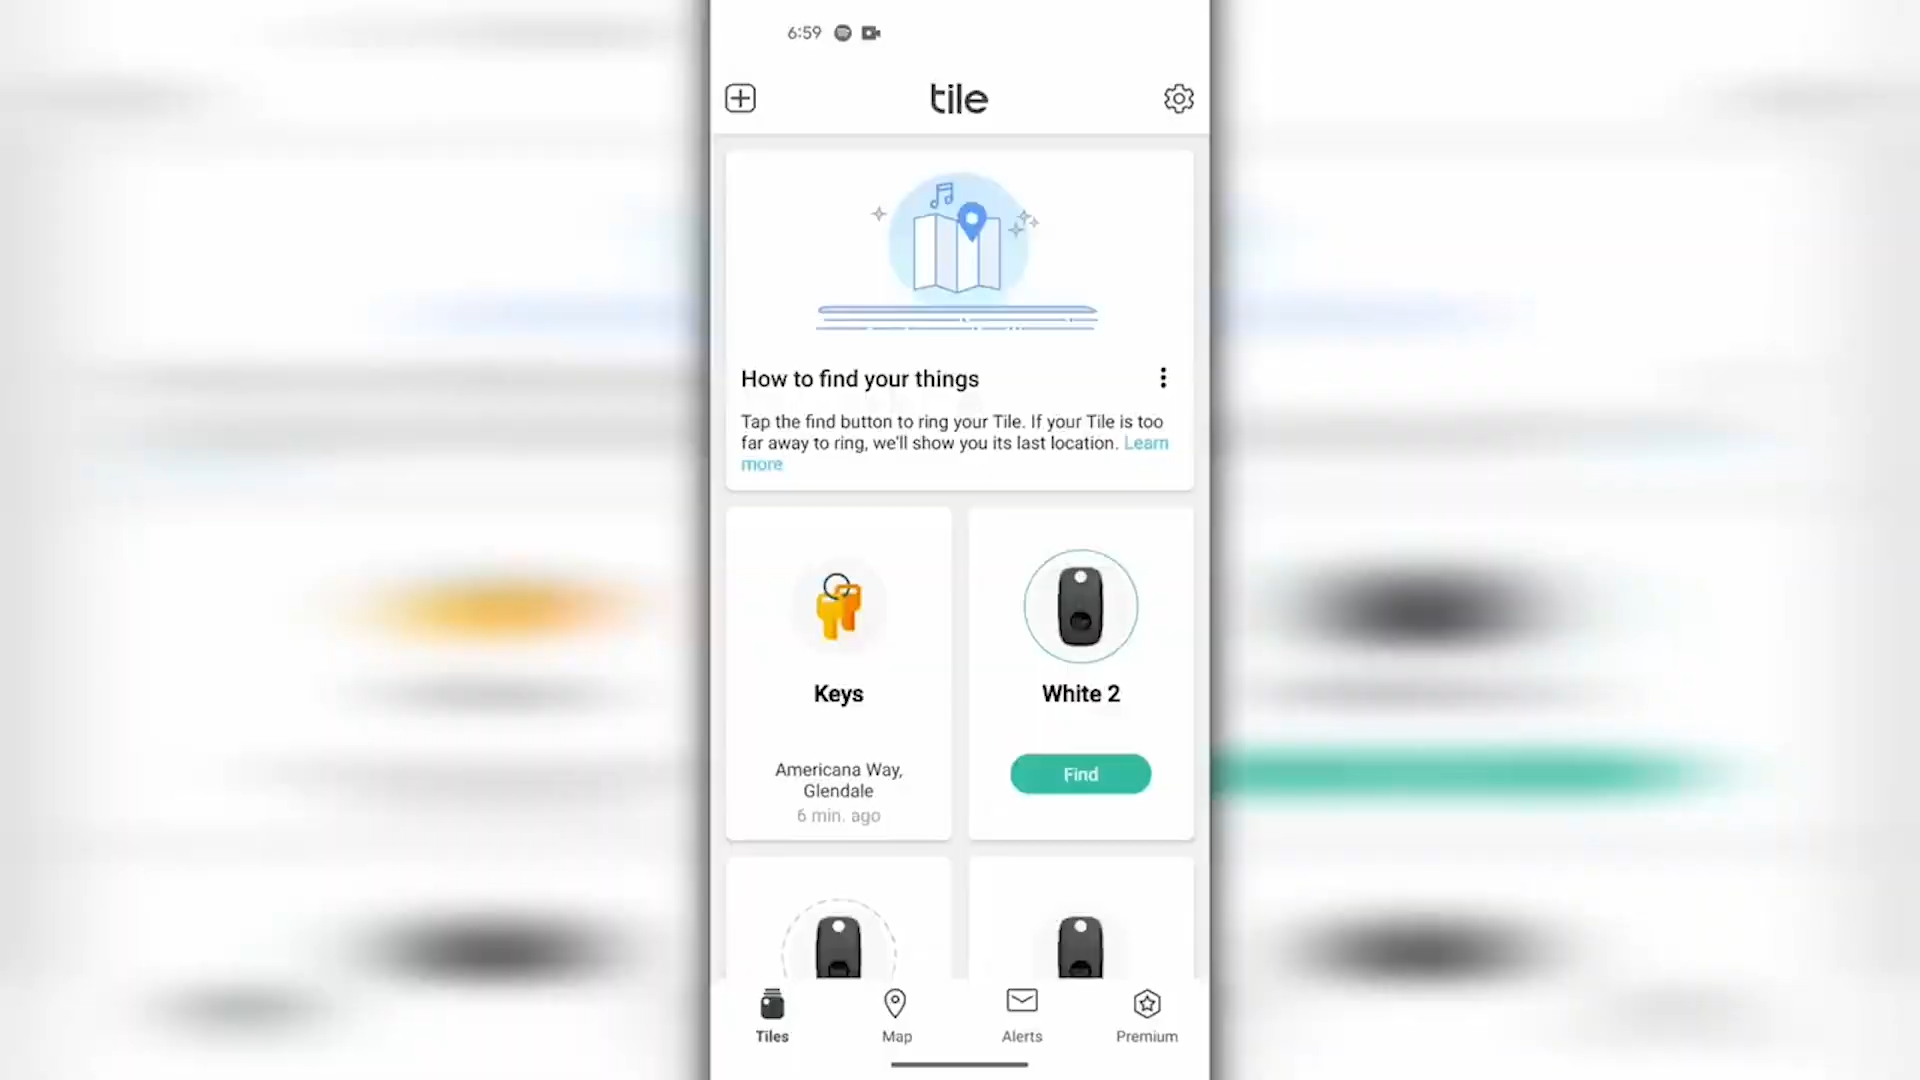 6:59
tile
How to find your things
Tap the find button to ring your Tile. If your Tile is too
far away to ring, we'll show you its last location. Learn
more
Keys
White 2
Americana Way,
Glendale
6 min. ago
Find
Tiles
Map
Alerts
Premium